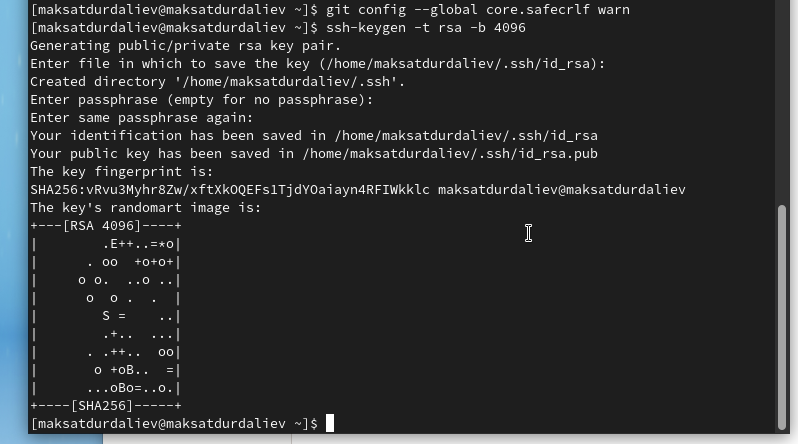 [maksatdurdaliev@maksatdurdaliev ~]$ git config --global core.safecrlf warn
[maksatdurdaliev@maksatdurdaliev ~]$ ssh-keygen -t rsa -b 4096
Generating public/private rsa key pair.
Enter file in which to save the key (/home/maksatdurdaliev/.ssh/id_rsa):
Created directory '/home/maksatdurdaliev/.ssh'.
Enter passphrase (empty for no passphrase):
Enter same passphrase again:
Your identification has been saved in /home/maksatdurdaliev/.ssh/id_rsa
Your public key has been saved in /home/maksatdurdaliev/.ssh/id_rsa.pub
The key fingerprint is:
SHA256:vRvu3Myhr8Zw/xftXkOQEFs1TjdYOaiayn4RFIWkklc maksatdurdaliev@maksatdurdaliev
The key's randomart image is:
+---[RSA 4096]----+
|        .E++..=*o|
|      . oo  +o+o+|
|     o o.  ..o ..|
|      o  o .  .  |
|        S =    ..|
|        .+..  ...|
|      . .++..  oo|
|       o +oB..  =|
|      ...oBo=..o.|
+----[SHA256]-----+
[maksatdurdaliev@maksatdurdaliev ~]$